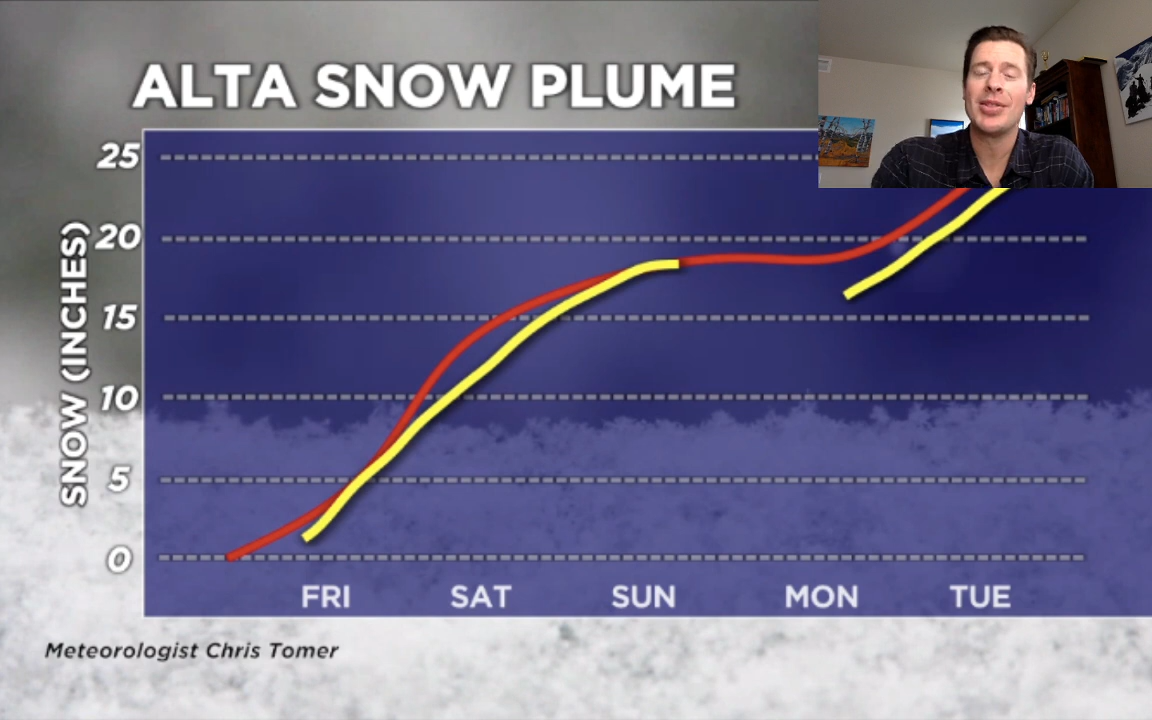 ALTA SNOW PLUME
SNOW (INCHES)
25
20
15
10
5
0
FRI SAT SUN MON TUE
Meteorologist Chris Tomer